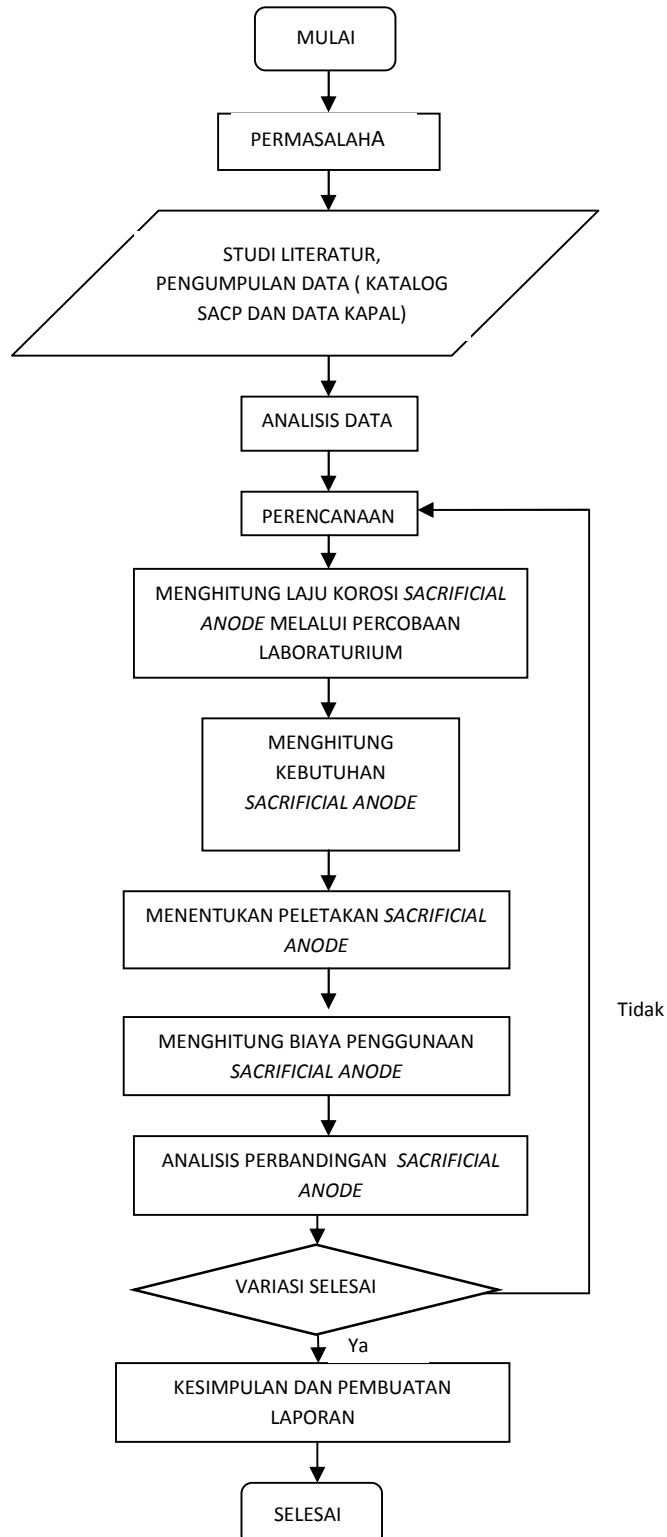 MULAI
PERMASALAHA
STUDI LITERATUR,
PENGUMPULAN DATA ( KATALOG
SACP DAN DATA KAPAL)
ANALISIS DATA
PERENCANAAN
MENGHITUNG LAJU KOROSI SACRIFICIAL
ANODE MELALUI PERCOBAAN
LABORATURIUM
MENGHITUNG
KEBUTUHAN
SACRIFICIAL ANODE
MENENTUKAN PELETAKAN SACRIFICIAL
ANODE
Tidak
MENGHITUNG BIAYA PENGGUNAAN
SACRIFICIAL ANODE
ANALISIS PERBANDINGAN SACRIFICIAL
ANODE
VARIASI SELESAI
Ya
KESIMPULAN DAN PEMBUATAN
LAPORAN
SELESAI